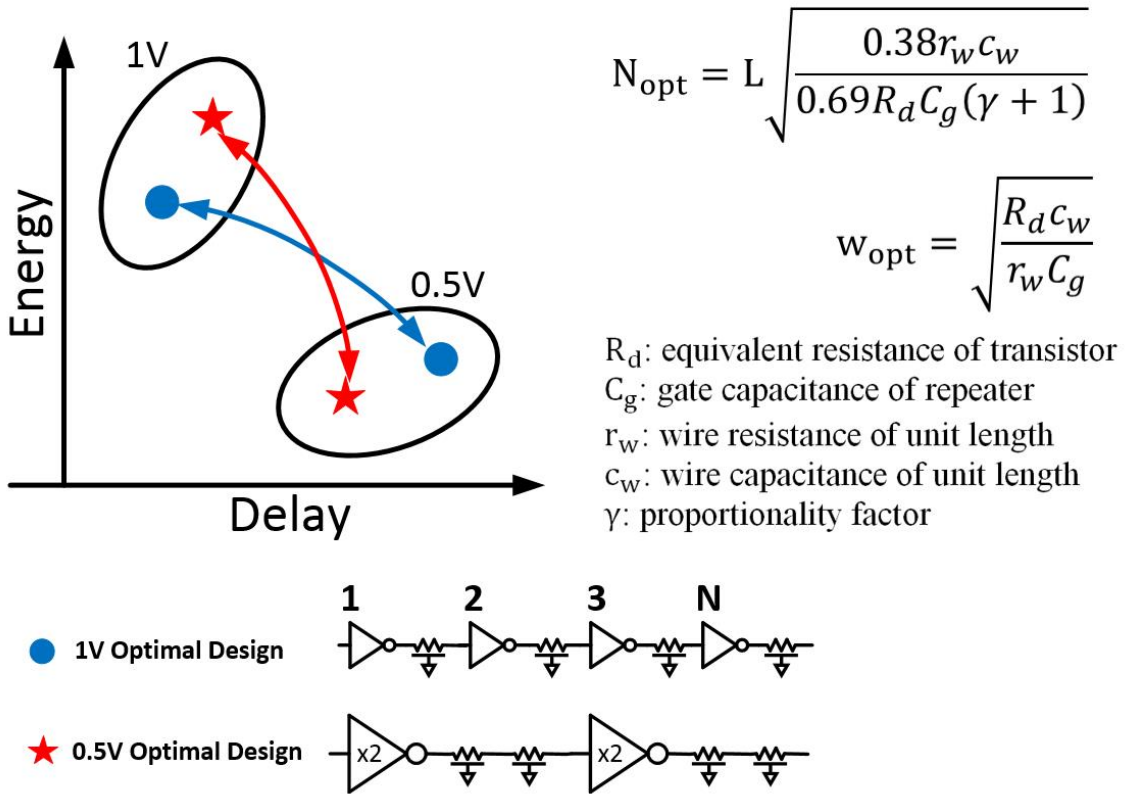 1V
0.5V
Energy
Delay
N_opt = L √(0.38r_w c_w / 0.69R_d C_g(γ + 1))
w_opt = √(R_d c_w / r_w C_g)
R_d: equivalent resistance of transistor
C_g: gate capacitance of repeater
r_w: wire resistance of unit length
c_w: wire capacitance of unit length
γ: proportionality factor
1 2 3 N
1V Optimal Design
0.5V Optimal Design
x2 x2